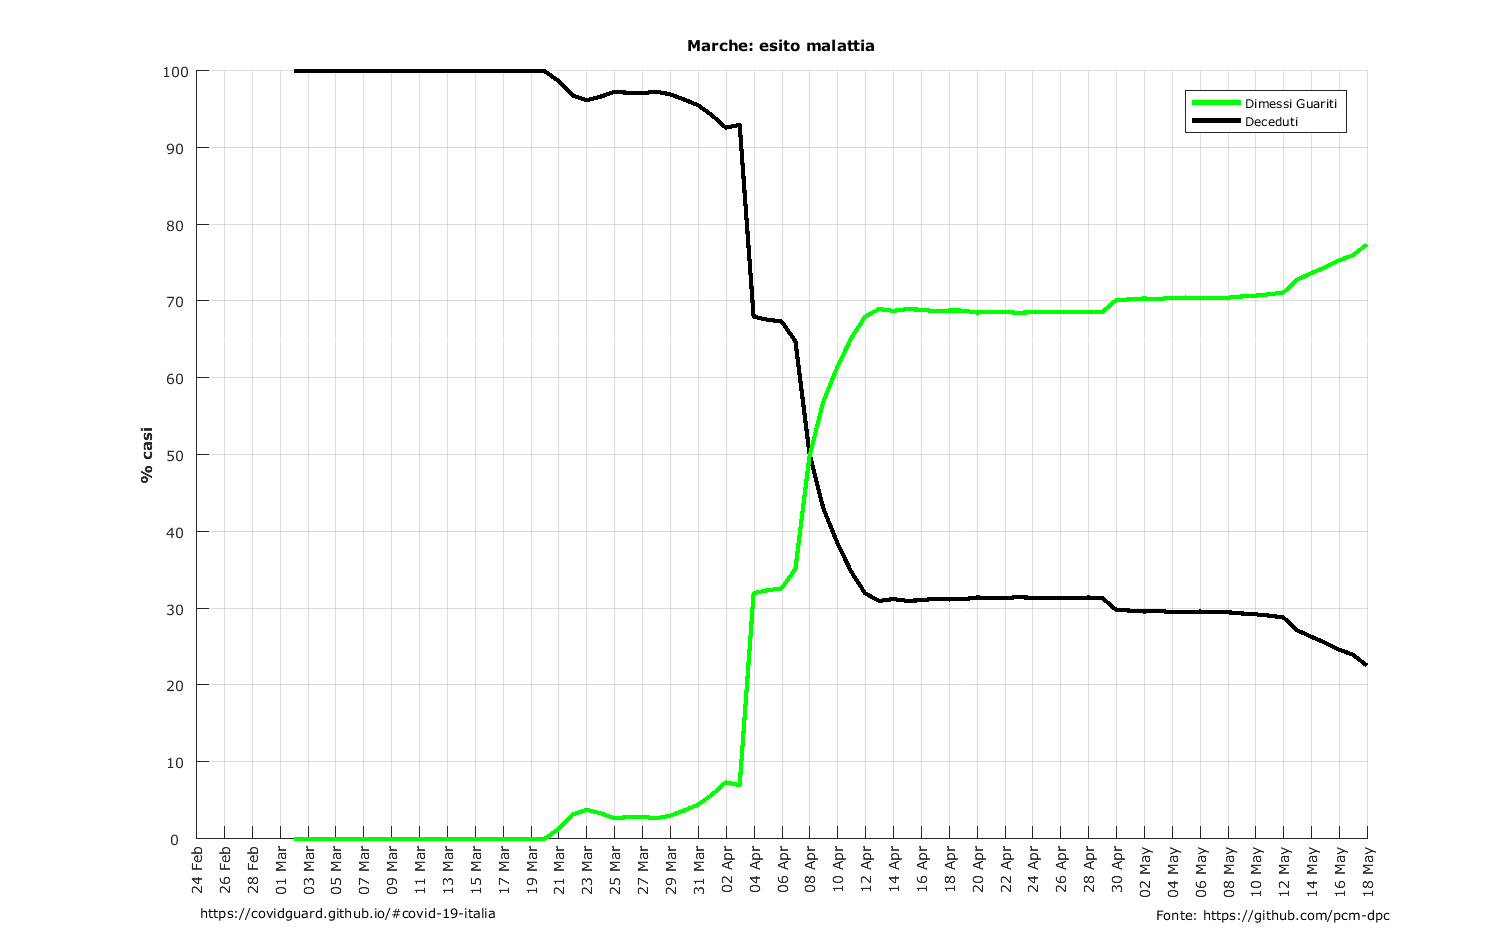 Marche: esito malattia
Dimessi Guariti
Deceduti
% casi
100
90
80
70
60
50
40
30
20
10
0
24 Feb
26 Feb
28 Feb
01 Mar
03 Mar
05 Mar
07 Mar
09 Mar
11 Mar
13 Mar
15 Mar
17 Mar
19 Mar
21 Mar
23 Mar
25 Mar
27 Mar
29 Mar
31 Mar
02 Apr
04 Apr
06 Apr
08 Apr
10 Apr
12 Apr
14 Apr
16 Apr
18 Apr
20 Apr
22 Apr
24 Apr
26 Apr
28 Apr
30 Apr
02 May
04 May
06 May
08 May
10 May
12 May
14 May
16 May
18 May
https://covidguard.github.io/#covid-19-italia
Fonte: https://github.com/pcm-dpc